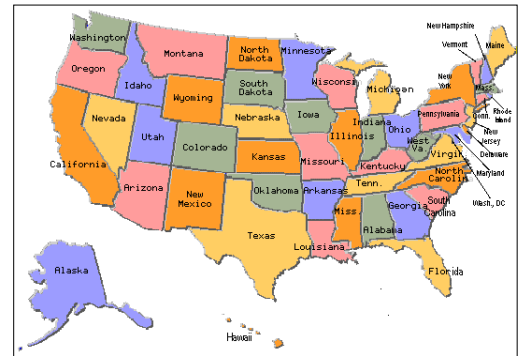 New Hampshire
Vermont
Maine
Washington
Montana
North
Dakota
Minnesota
Oregon
Idaho
South
Dakota
Wisconsi
Michigan
New
York
Mass.
Rhode
Island
Conn.
Wyoming
Iowa
Pennsylvania
New
Jersey
Nevada
Nebraska
Illinois
Indiana
Ohio
Delaware
Utah
Colorado
West
Va.
Virgin
Maryland
California
Kansas
Missouri
Kentucky
Wash, DC
North
Carolin
Tenn.
Arizona
New
Mexico
Oklahoma
Arkansas
South
Carolina
Miss.
Alabama
Georgia
Texas
Louisiana
Florida
Alaska
Hawaii